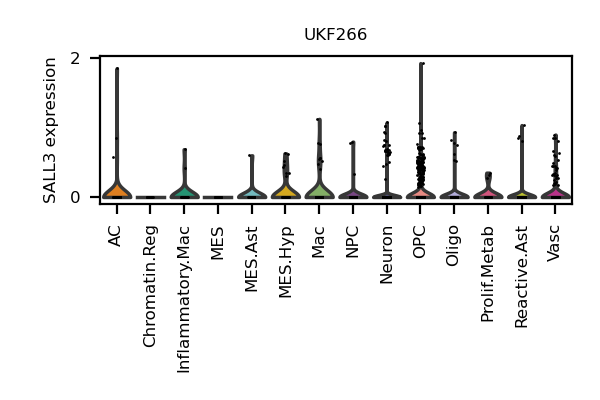 UKF266
SALL3 expression
2
0
AC
Chromatin.Reg
Inflammatory.Mac
MES
MES.Ast
MES.Hyp
Mac
NPC
Neuron
OPC
Oligo
Prolif.Metab
Reactive.Ast
Vasc